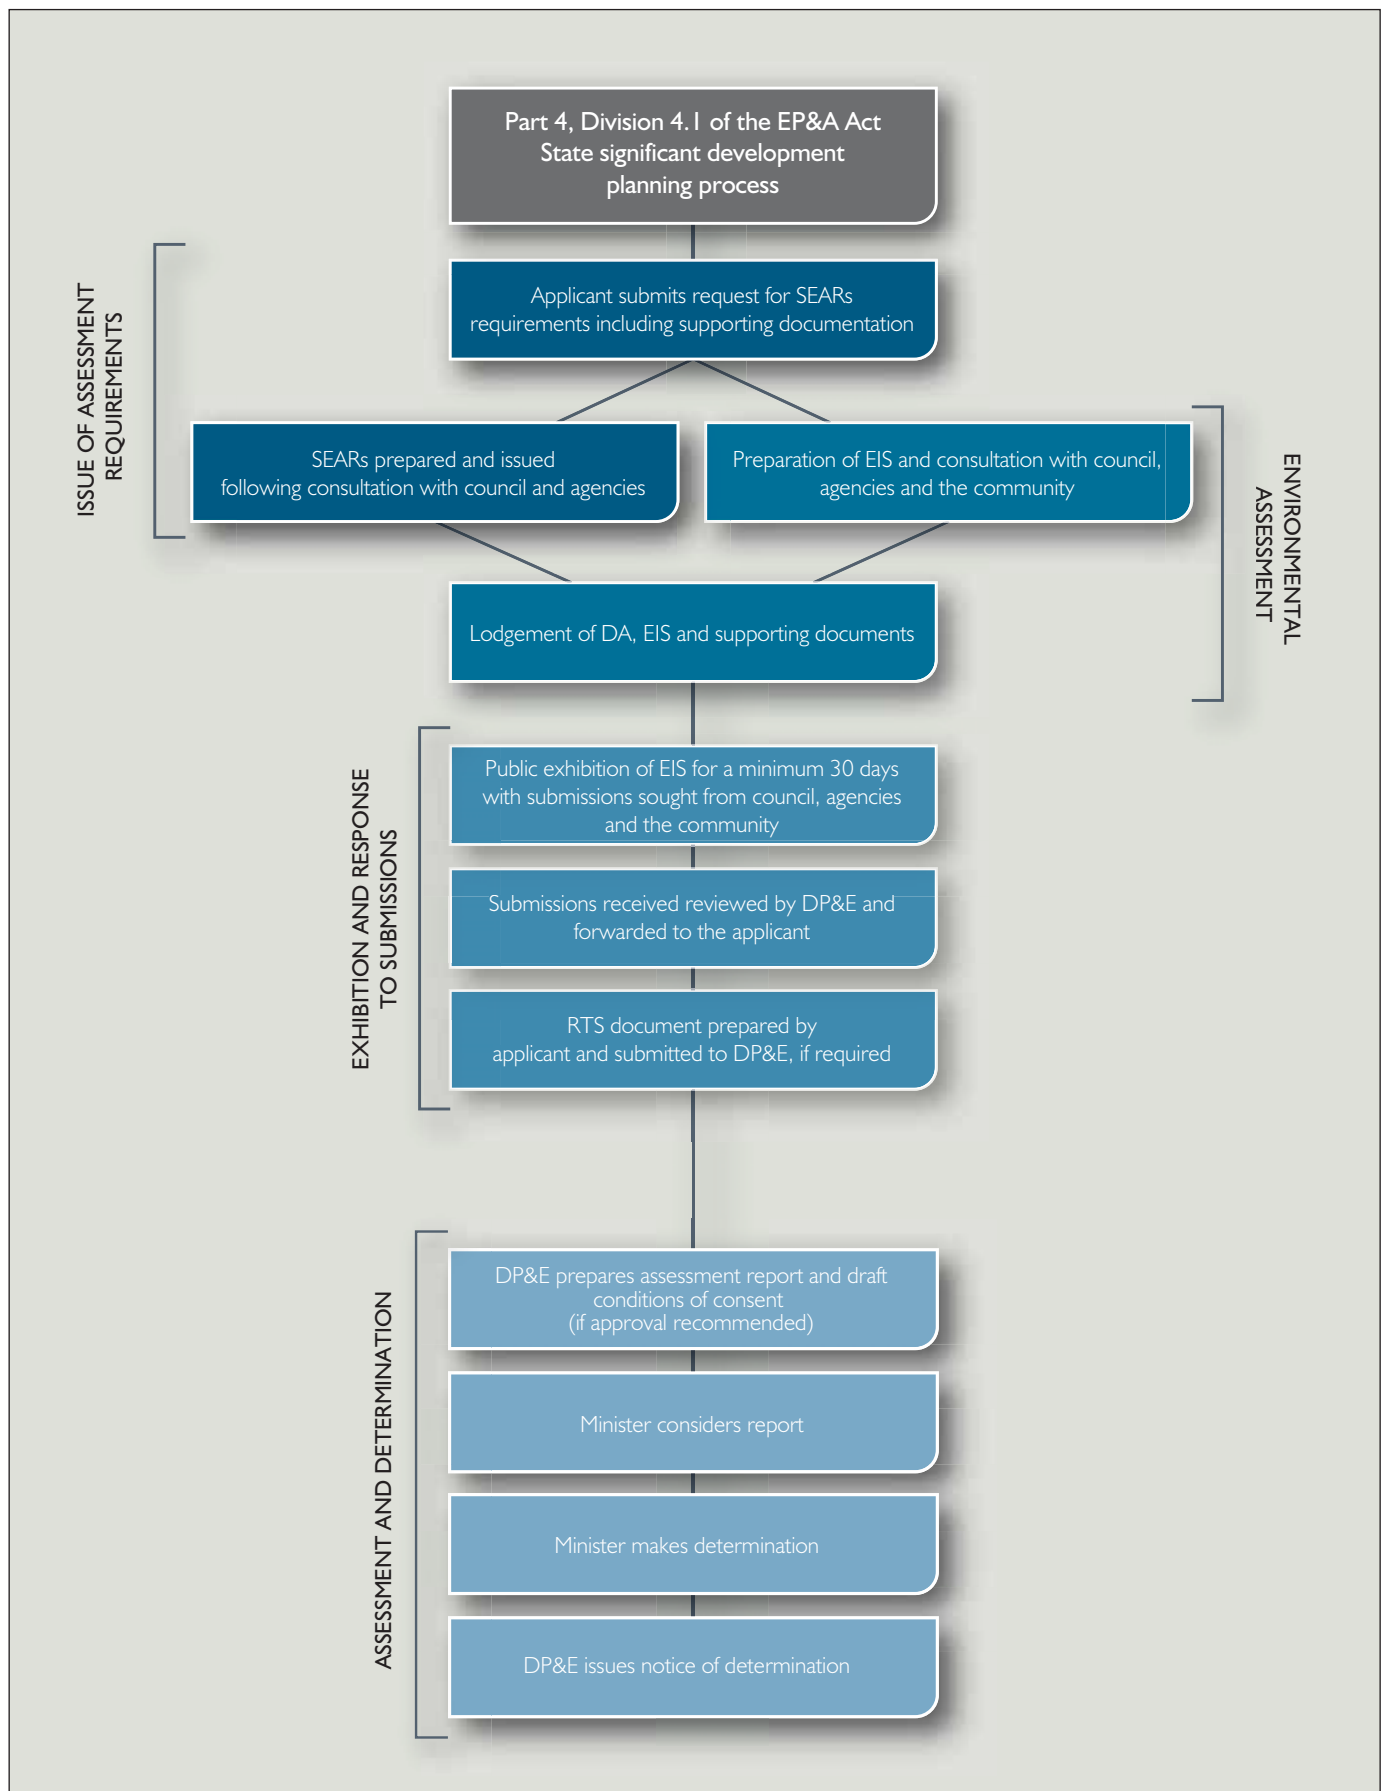 Part 4, Division 4.1 of the EP&A Act
State significant development
planning process
ISSUE OF ASSESSMENT
REQUIREMENTS
Applicant submits request for SEARs
requirements including supporting documentation
SEARs prepared and issued
following consultation with council and agencies
Preparation of EIS and consultation with council,
agencies and the community
ENVIRONMENTAL
ASSESSMENT
Lodgement of DA, EIS and supporting documents
EXHIBITION AND RESPONSE
TO SUBMISSIONS
Public exhibition of EIS for a minimum 30 days
with submissions sought from council, agencies
and the community
Submissions received reviewed by DP&E and
forwarded to the applicant
RTS document prepared by
applicant and submitted to DP&E, if required
ASSESSMENT AND DETERMINATION
DP&E prepares assessment report and draft
conditions of consent
(if approval recommended)
Minister considers report
Minister makes determination
DP&E issues notice of determination